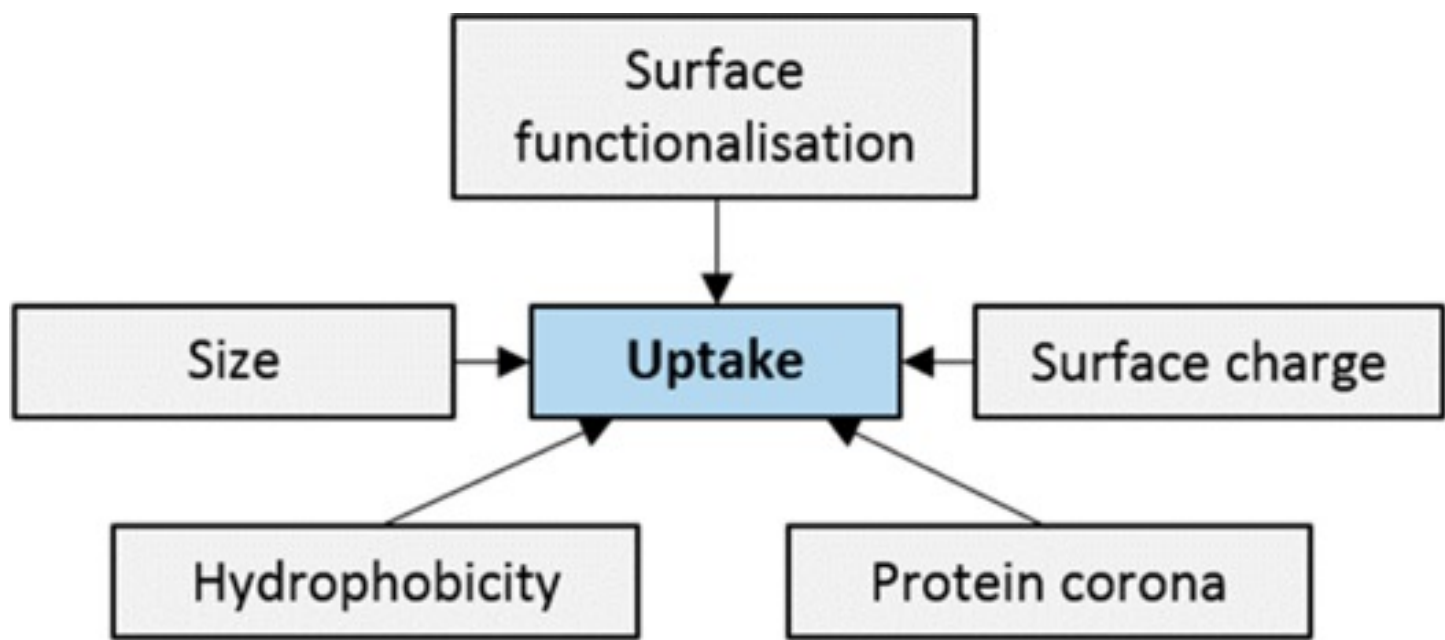 Surface
functionalisation
Size
Uptake
Surface charge
Hydrophobicity
Protein corona